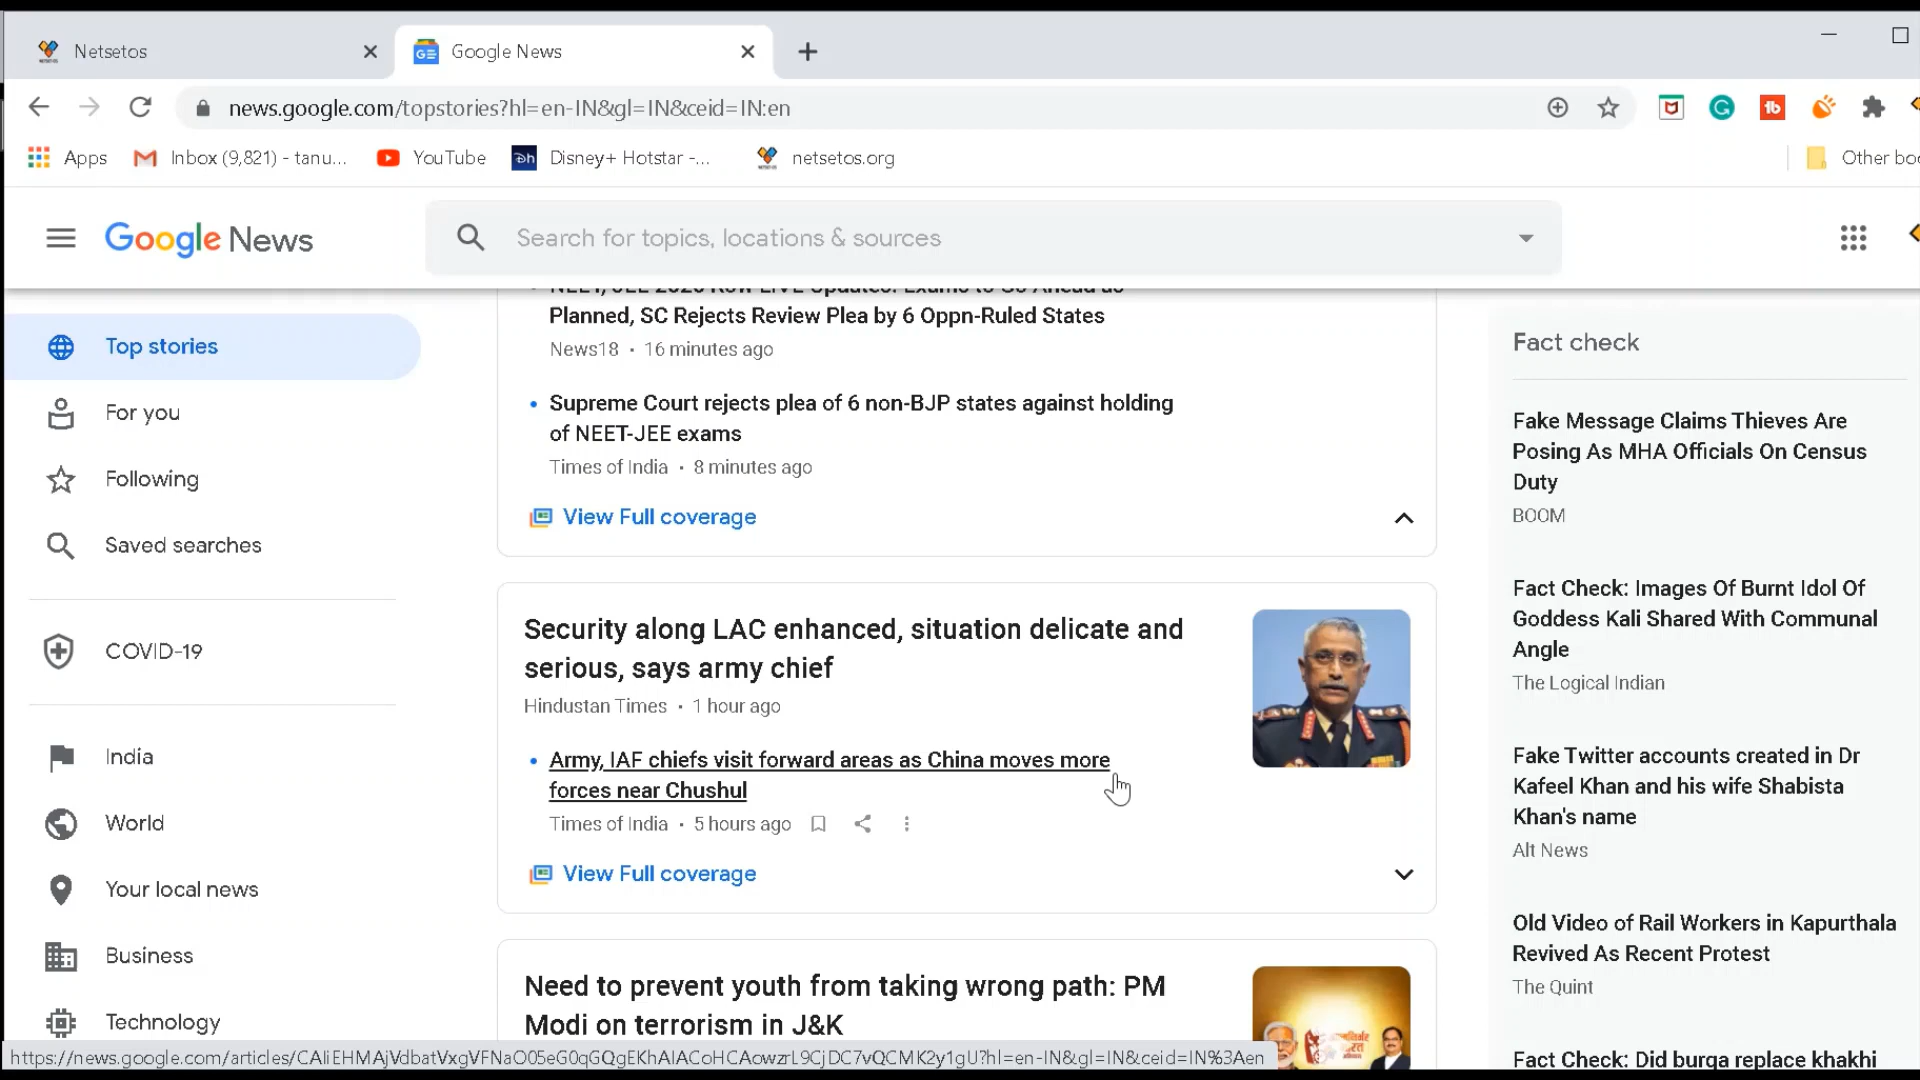 Netsetos
Google News
news.google.com/topstories?hl=en-IN&gl=IN&ceid=IN:en
Apps
Inbox (9,821) - tanu...
YouTube
Disney+ Hotstar -...
netsetos.org
Other boo
Google News
Search for topics, locations & sources
Top stories
For you
Following
Saved searches
COVID-19
India
World
Your local news
Business
Technology
NEET, JEE 2020 Row LIVE Updates: Exams to Go Ahead as
Planned, SC Rejects Review Plea by 6 Oppn-Ruled States
News18 • 16 minutes ago
Supreme Court rejects plea of 6 non-BJP states against holding
of NEET-JEE exams
Times of India • 8 minutes ago
View Full coverage
Security along LAC enhanced, situation delicate and
serious, says army chief
Hindustan Times • 1 hour ago
Army, IAF chiefs visit forward areas as China moves more
forces near Chushul
Times of India • 5 hours ago
View Full coverage
Need to prevent youth from taking wrong path: PM
Modi on terrorism in J&K
Fact check
Fake Message Claims Thieves Are
Posing As MHA Officials On Census
Duty
BOOM
Fact Check: Images Of Burnt Idol Of
Goddess Kali Shared With Communal
Angle
The Logical Indian
Fake Twitter accounts created in Dr
Kafeel Khan and his wife Shabista
Khan's name
Alt News
Old Video of Rail Workers in Kapurthala
Revived As Recent Protest
The Quint
Fact Check: Did burqa replace khakhi
https://news.google.com/articles/CAIiEHMAjVdbatVxgVFNaO05eG0qGQgEKhAIACoHCAowzrL9CjDC7vQCMK2y1gU?hl=en-IN&gl=IN&ceid=IN%3Aen